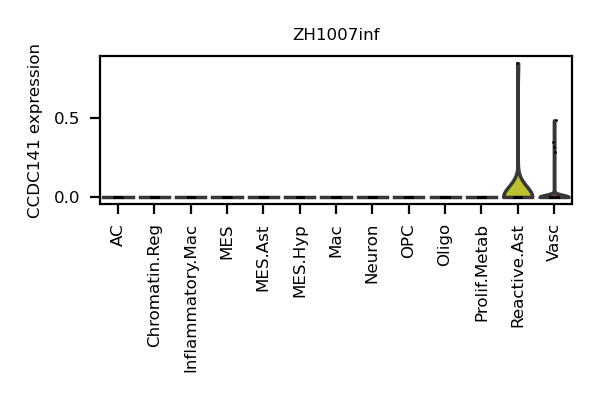 ZH1007inf
CCDC141 expression
0.5
0.0
AC
Chromatin.Reg
Inflammatory.Mac
MES
MES.Ast
MES.Hyp
Mac
Neuron
OPC
Oligo
Prolif.Metab
Reactive.Ast
Vasc